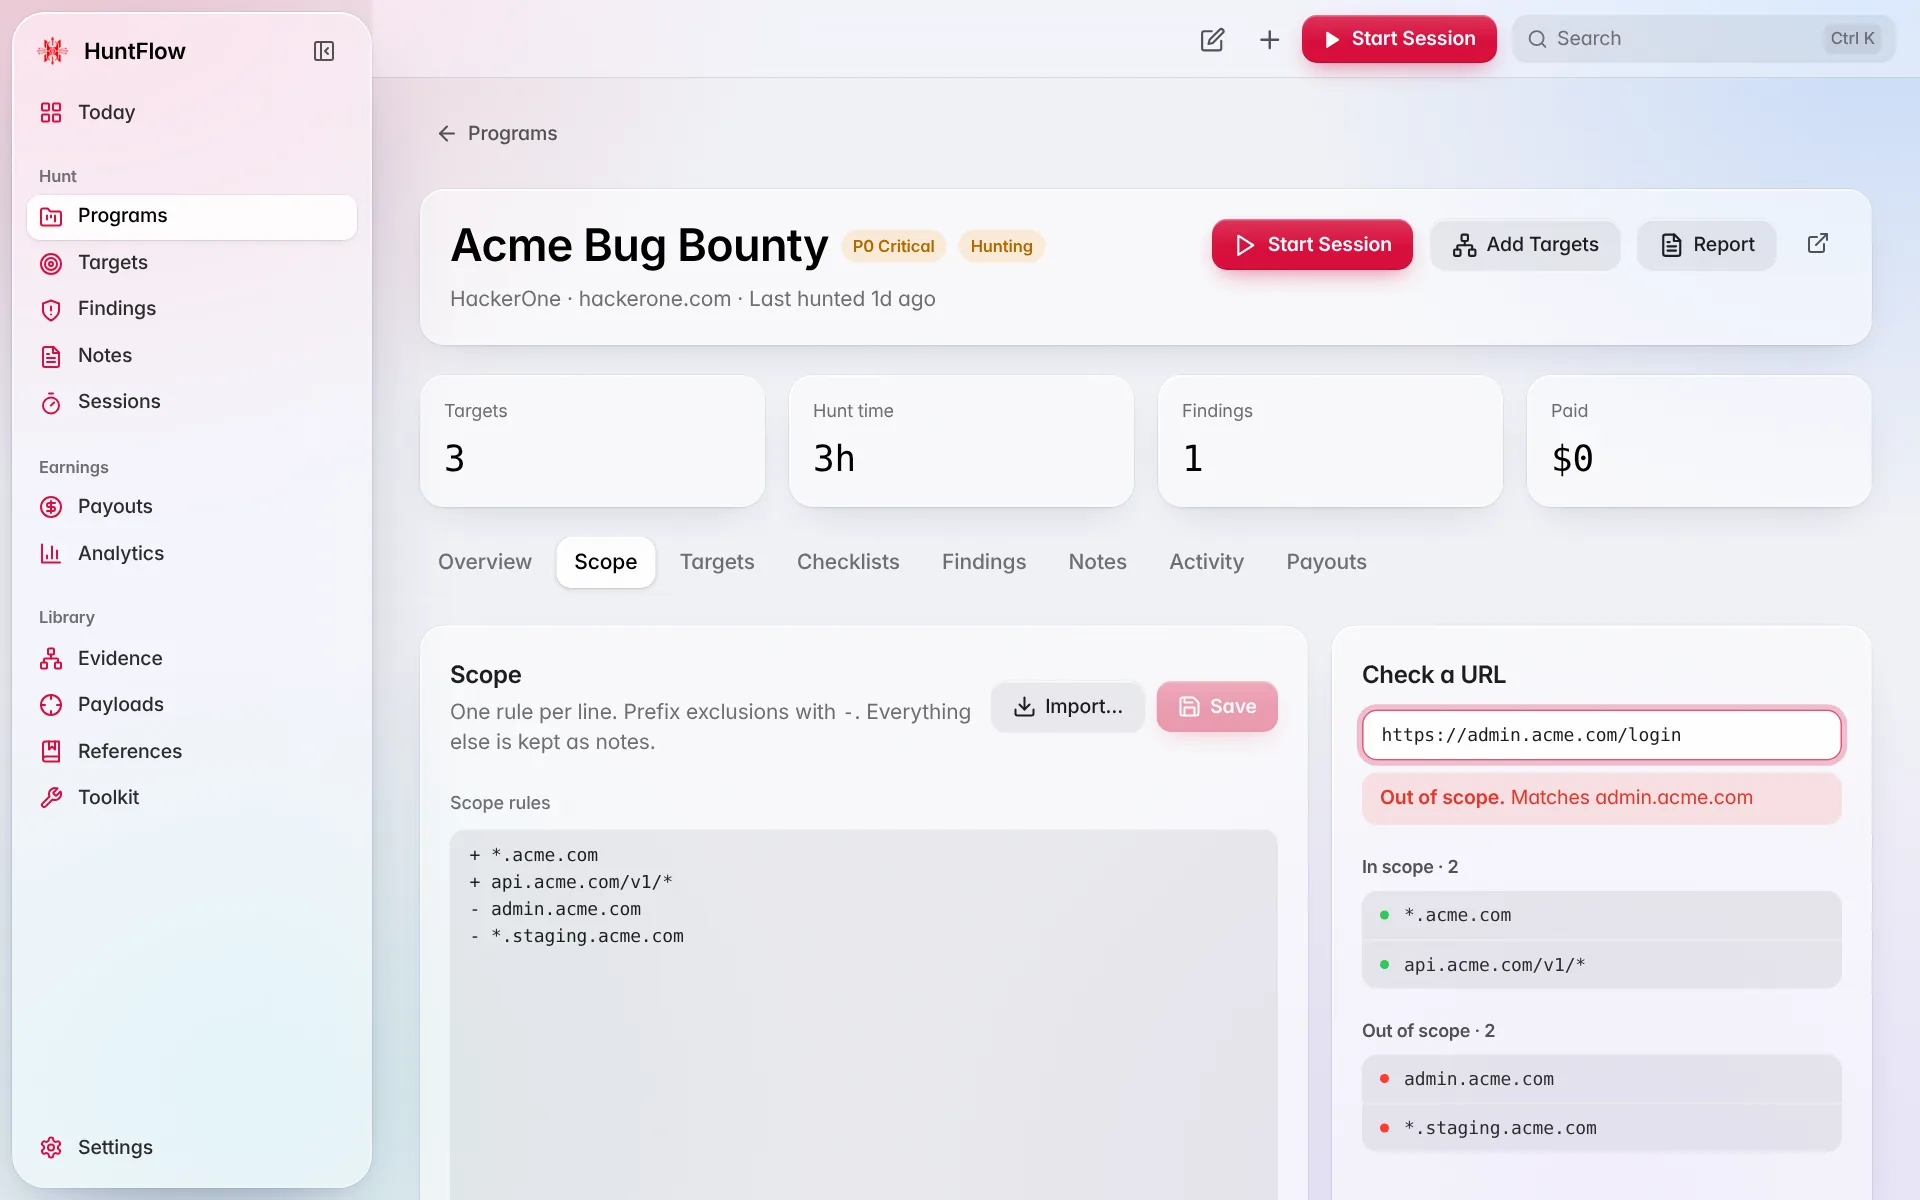 HuntFlow
Today
Hunt
Programs
Targets
Findings
Notes
Sessions
Earnings
Payouts
Analytics
Library
Evidence
Payloads
References
Toolkit
Settings
Start Session
Search
Ctrl K
Programs
Acme Bug Bounty
P0 Critical
Hunting
Start Session
Add Targets
Report
HackerOne · hackerone.com · Last hunted 1d ago
Targets
3
Hunt time
3h
Findings
1
Paid
$0
Overview
Scope
Targets
Checklists
Findings
Notes
Activity
Payouts
Scope
One rule per line. Prefix exclusions with -. Everything
else is kept as notes.
Import...
Save
Scope rules
+ *.acme.com
+ api.acme.com/v1/*
- admin.acme.com
- *.staging.acme.com
Check a URL
https://admin.acme.com/login
Out of scope. Matches admin.acme.com
In scope · 2
*.acme.com
api.acme.com/v1/*
Out of scope · 2
admin.acme.com
*.staging.acme.com